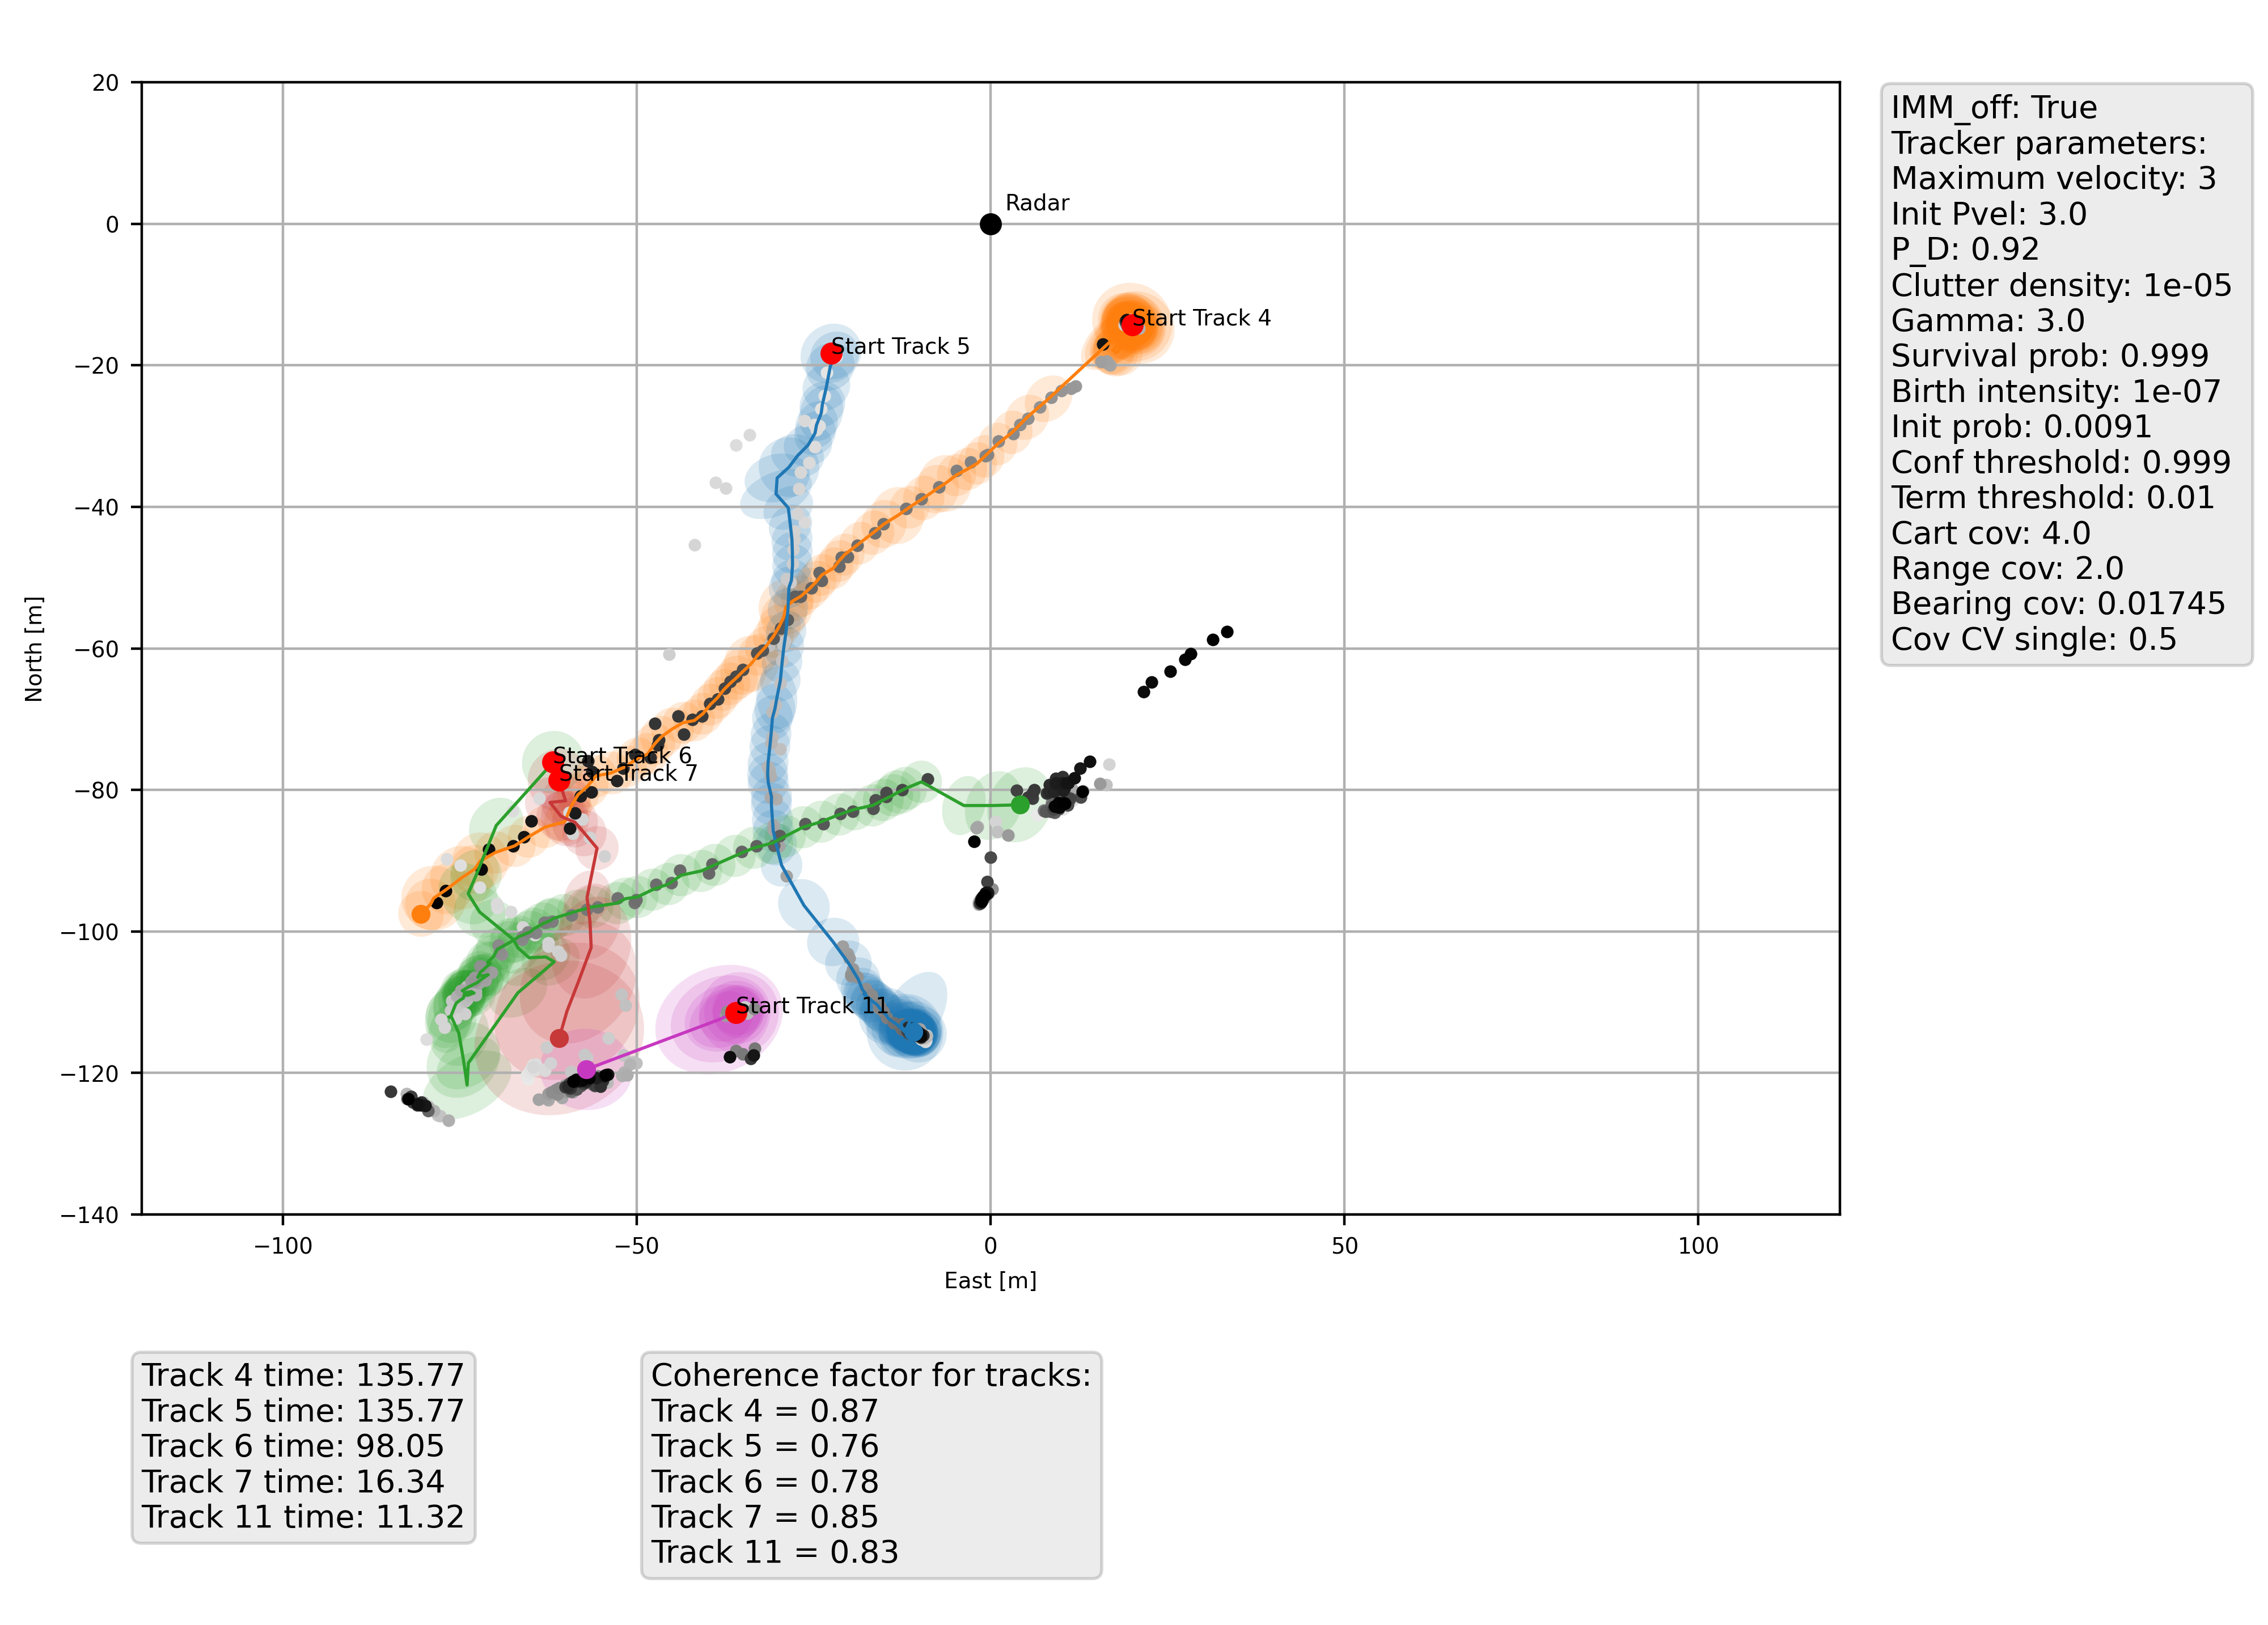 20
0
−20
−40
−60
−80
−100
−120
−140
North [m]
Radar
Start Track 4
Start Track 5
Start Track 6
Start Track 7
Start Track 11
−100
−50
0
50
100
East [m]
IMM_off: True
Tracker parameters:
Maximum velocity: 3
Init Pvel: 3.0
P_D: 0.92
Clutter density: 1e-05
Gamma: 3.0
Survival prob: 0.999
Birth intensity: 1e-07
Init prob: 0.0091
Conf threshold: 0.999
Term threshold: 0.01
Cart cov: 4.0
Range cov: 2.0
Bearing cov: 0.01745
Cov CV single: 0.5
Track 4 time: 135.77
Track 5 time: 135.77
Track 6 time: 98.05
Track 7 time: 16.34
Track 11 time: 11.32
Coherence factor for tracks:
Track 4 = 0.87
Track 5 = 0.76
Track 6 = 0.78
Track 7 = 0.85
Track 11 = 0.83